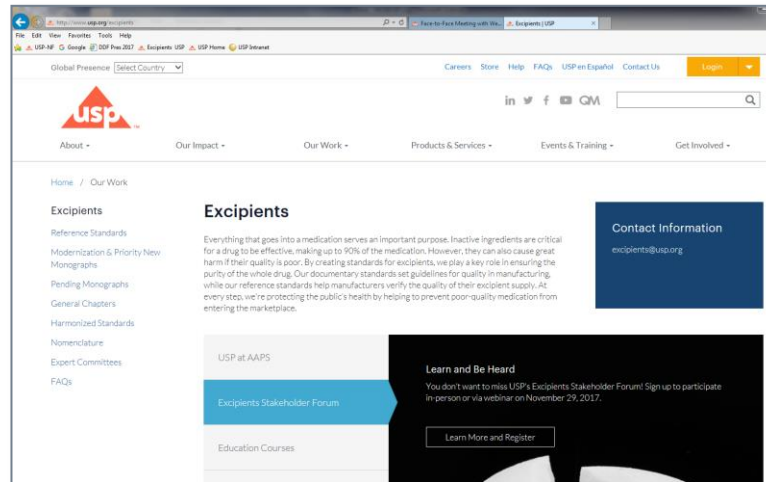 http://www.usp.org/excipients
Face-to-Face Meeting with Wa...
Excipients | USP
File Edit View Favorites Tools Help
USP-NF Google DDF Pres 2017 Excipients USP USP Home USP Intranet
Global Presence Select Country
Careers Store Help FAQs USP en Español Contact Us Login
usp
in f QM
About
Our Impact
Our Work
Products & Services
Events & Training
Get Involved
Home / Our Work
Excipients
Reference Standards
Modernization & Priority New
Monographs
Pending Monographs
General Chapters
Harmonized Standards
Nomenclature
Expert Committees
FAQs
Excipients
Everything that goes into a medication serves an important purpose. Inactive ingredients are critical
for a drug to be effective, making up to 90% of the medication. However, they can also cause great
harm if their quality is poor. By creating standards for excipients, we play a key role in ensuring the
purity of the whole drug. Our documentary standards set guidelines for quality in manufacturing,
while our reference standards help manufacturers verify the quality of their excipient supply. At
every step, we're protecting the public's health by helping to prevent poor-quality medication from
entering the marketplace.
Contact Information
excipients@usp.org
USP at AAPS
Excipients Stakeholder Forum
Education Courses
Learn and Be Heard
You don't want to miss USP's Excipients Stakeholder Forum! Sign up to participate
in-person or via webinar on November 29, 2017.
Learn More and Register